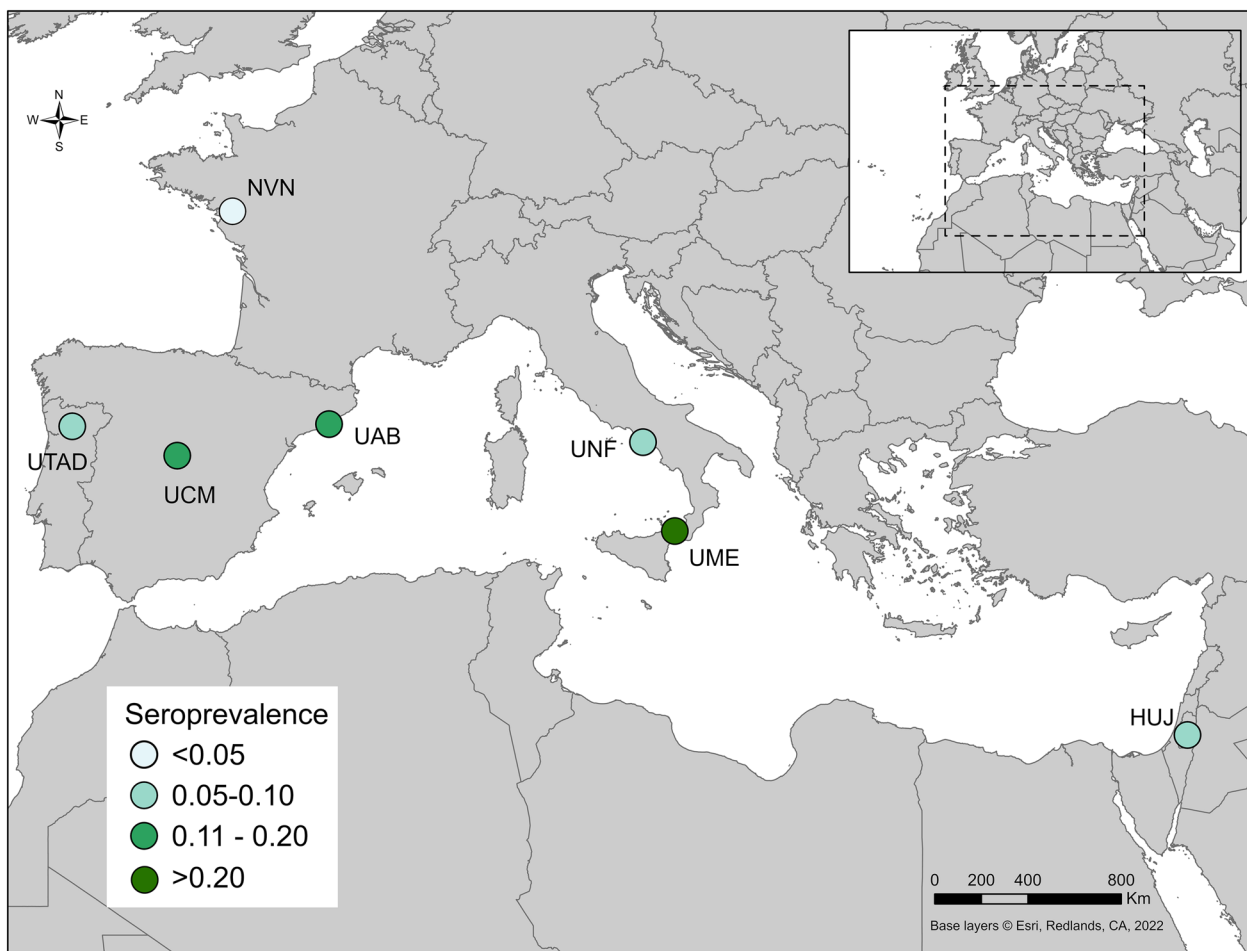 N
W E
S
NVN
UTAD
UCM
UAB
UNF
UME
HUJ
Seroprevalence
<0.05
0.05-0.10
0.11 - 0.20
>0.20
0 200 400 800
Km
Base layers © Esri, Redlands, CA, 2022